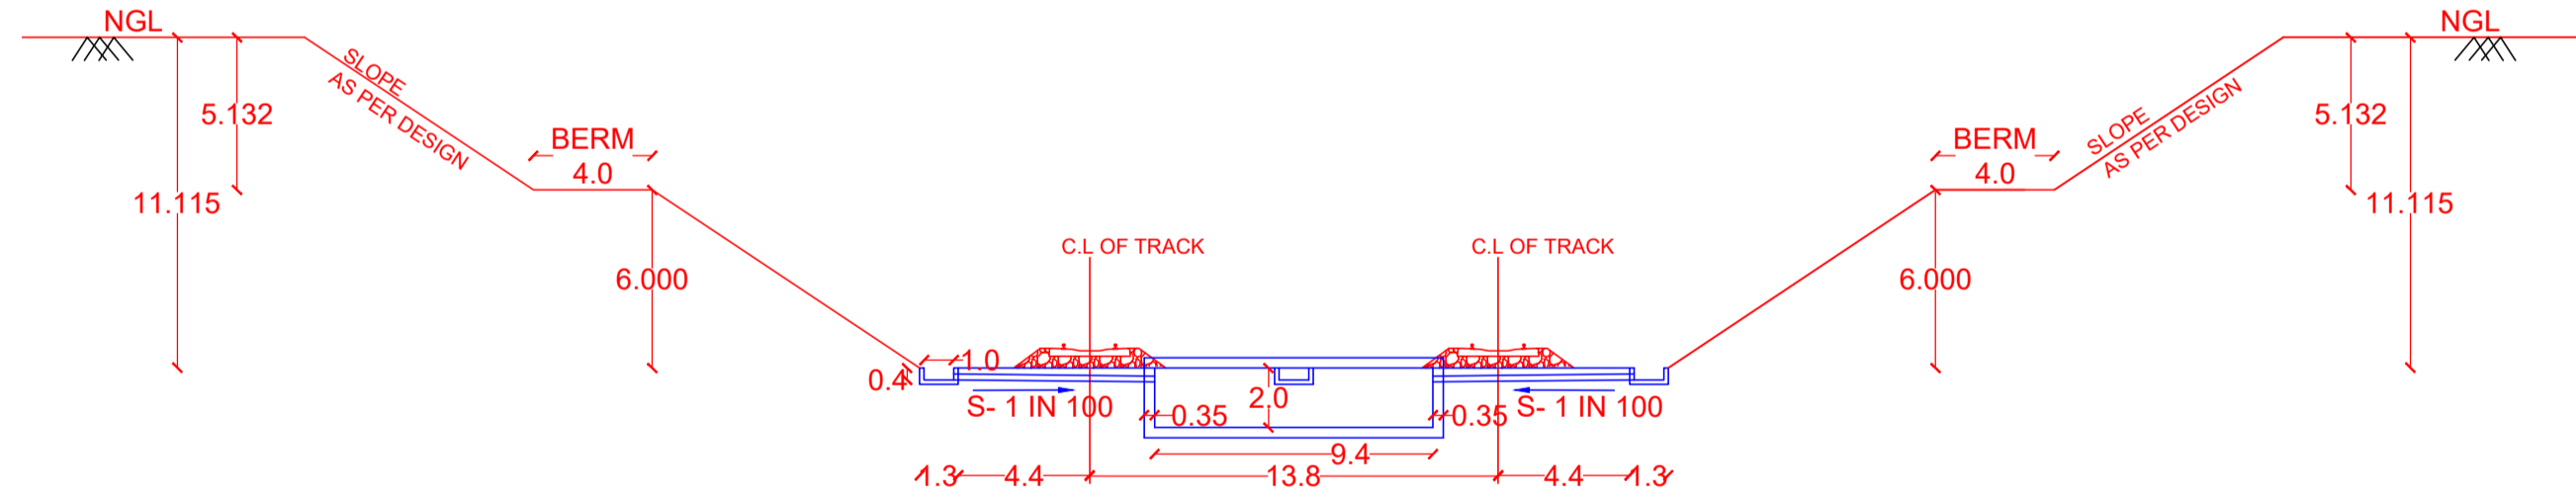 NGL
NGL
SLOPE
AS PER DESIGN
SLOPE
AS PER DESIGN
5.132
5.132
BERM
4.0
BERM
4.0
11.115
11.115
C.L OF TRACK
C.L OF TRACK
6.000
6.000
1.0
0.4
S- 1 IN 100
2.0
S- 1 IN 100
0.35
0.35
9.4
1.3
4.4
13.8
4.4
1.3